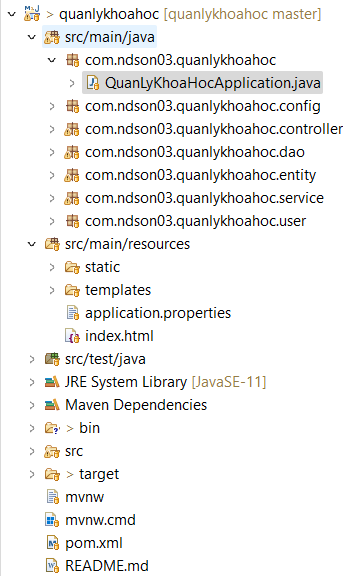 > quanlykhoahoc [quanlykhoahoc master]
src/main/java
com.ndson03.quanlykhoahoc
QuanLyKhoaHocApplication.java
com.ndson03.quanlykhoahoc.config
com.ndson03.quanlykhoahoc.controller
com.ndson03.quanlykhoahoc.dao
com.ndson03.quanlykhoahoc.entity
com.ndson03.quanlykhoahoc.service
com.ndson03.quanlykhoahoc.user
src/main/resources
static
templates
application.properties
index.html
src/test/java
JRE System Library [JavaSE-11]
Maven Dependencies
> bin
src
> target
mvnw
mvnw.cmd
pom.xml
README.md